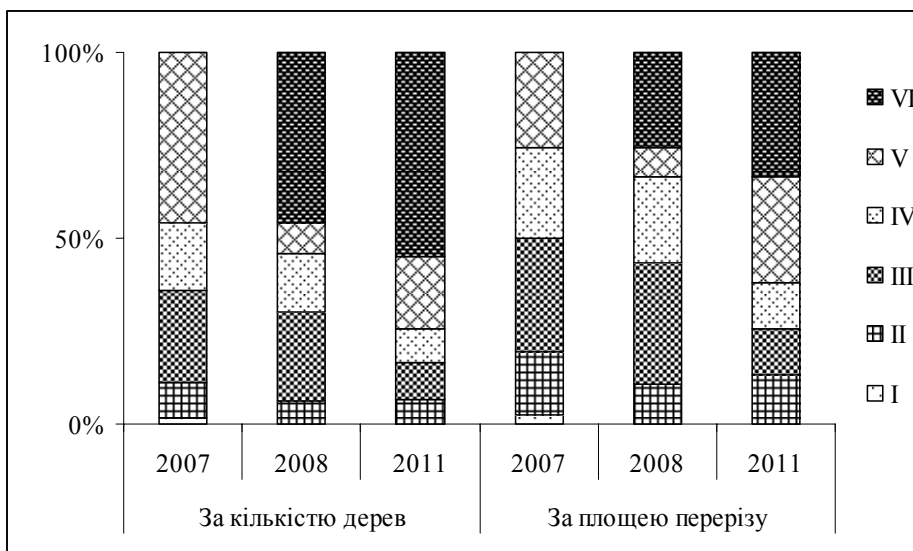 100%
50%
0%
2007 2008 2011 2007 2008 2011
За кількістю дерев За площею перерізу
VI
V
IV
III
II
I